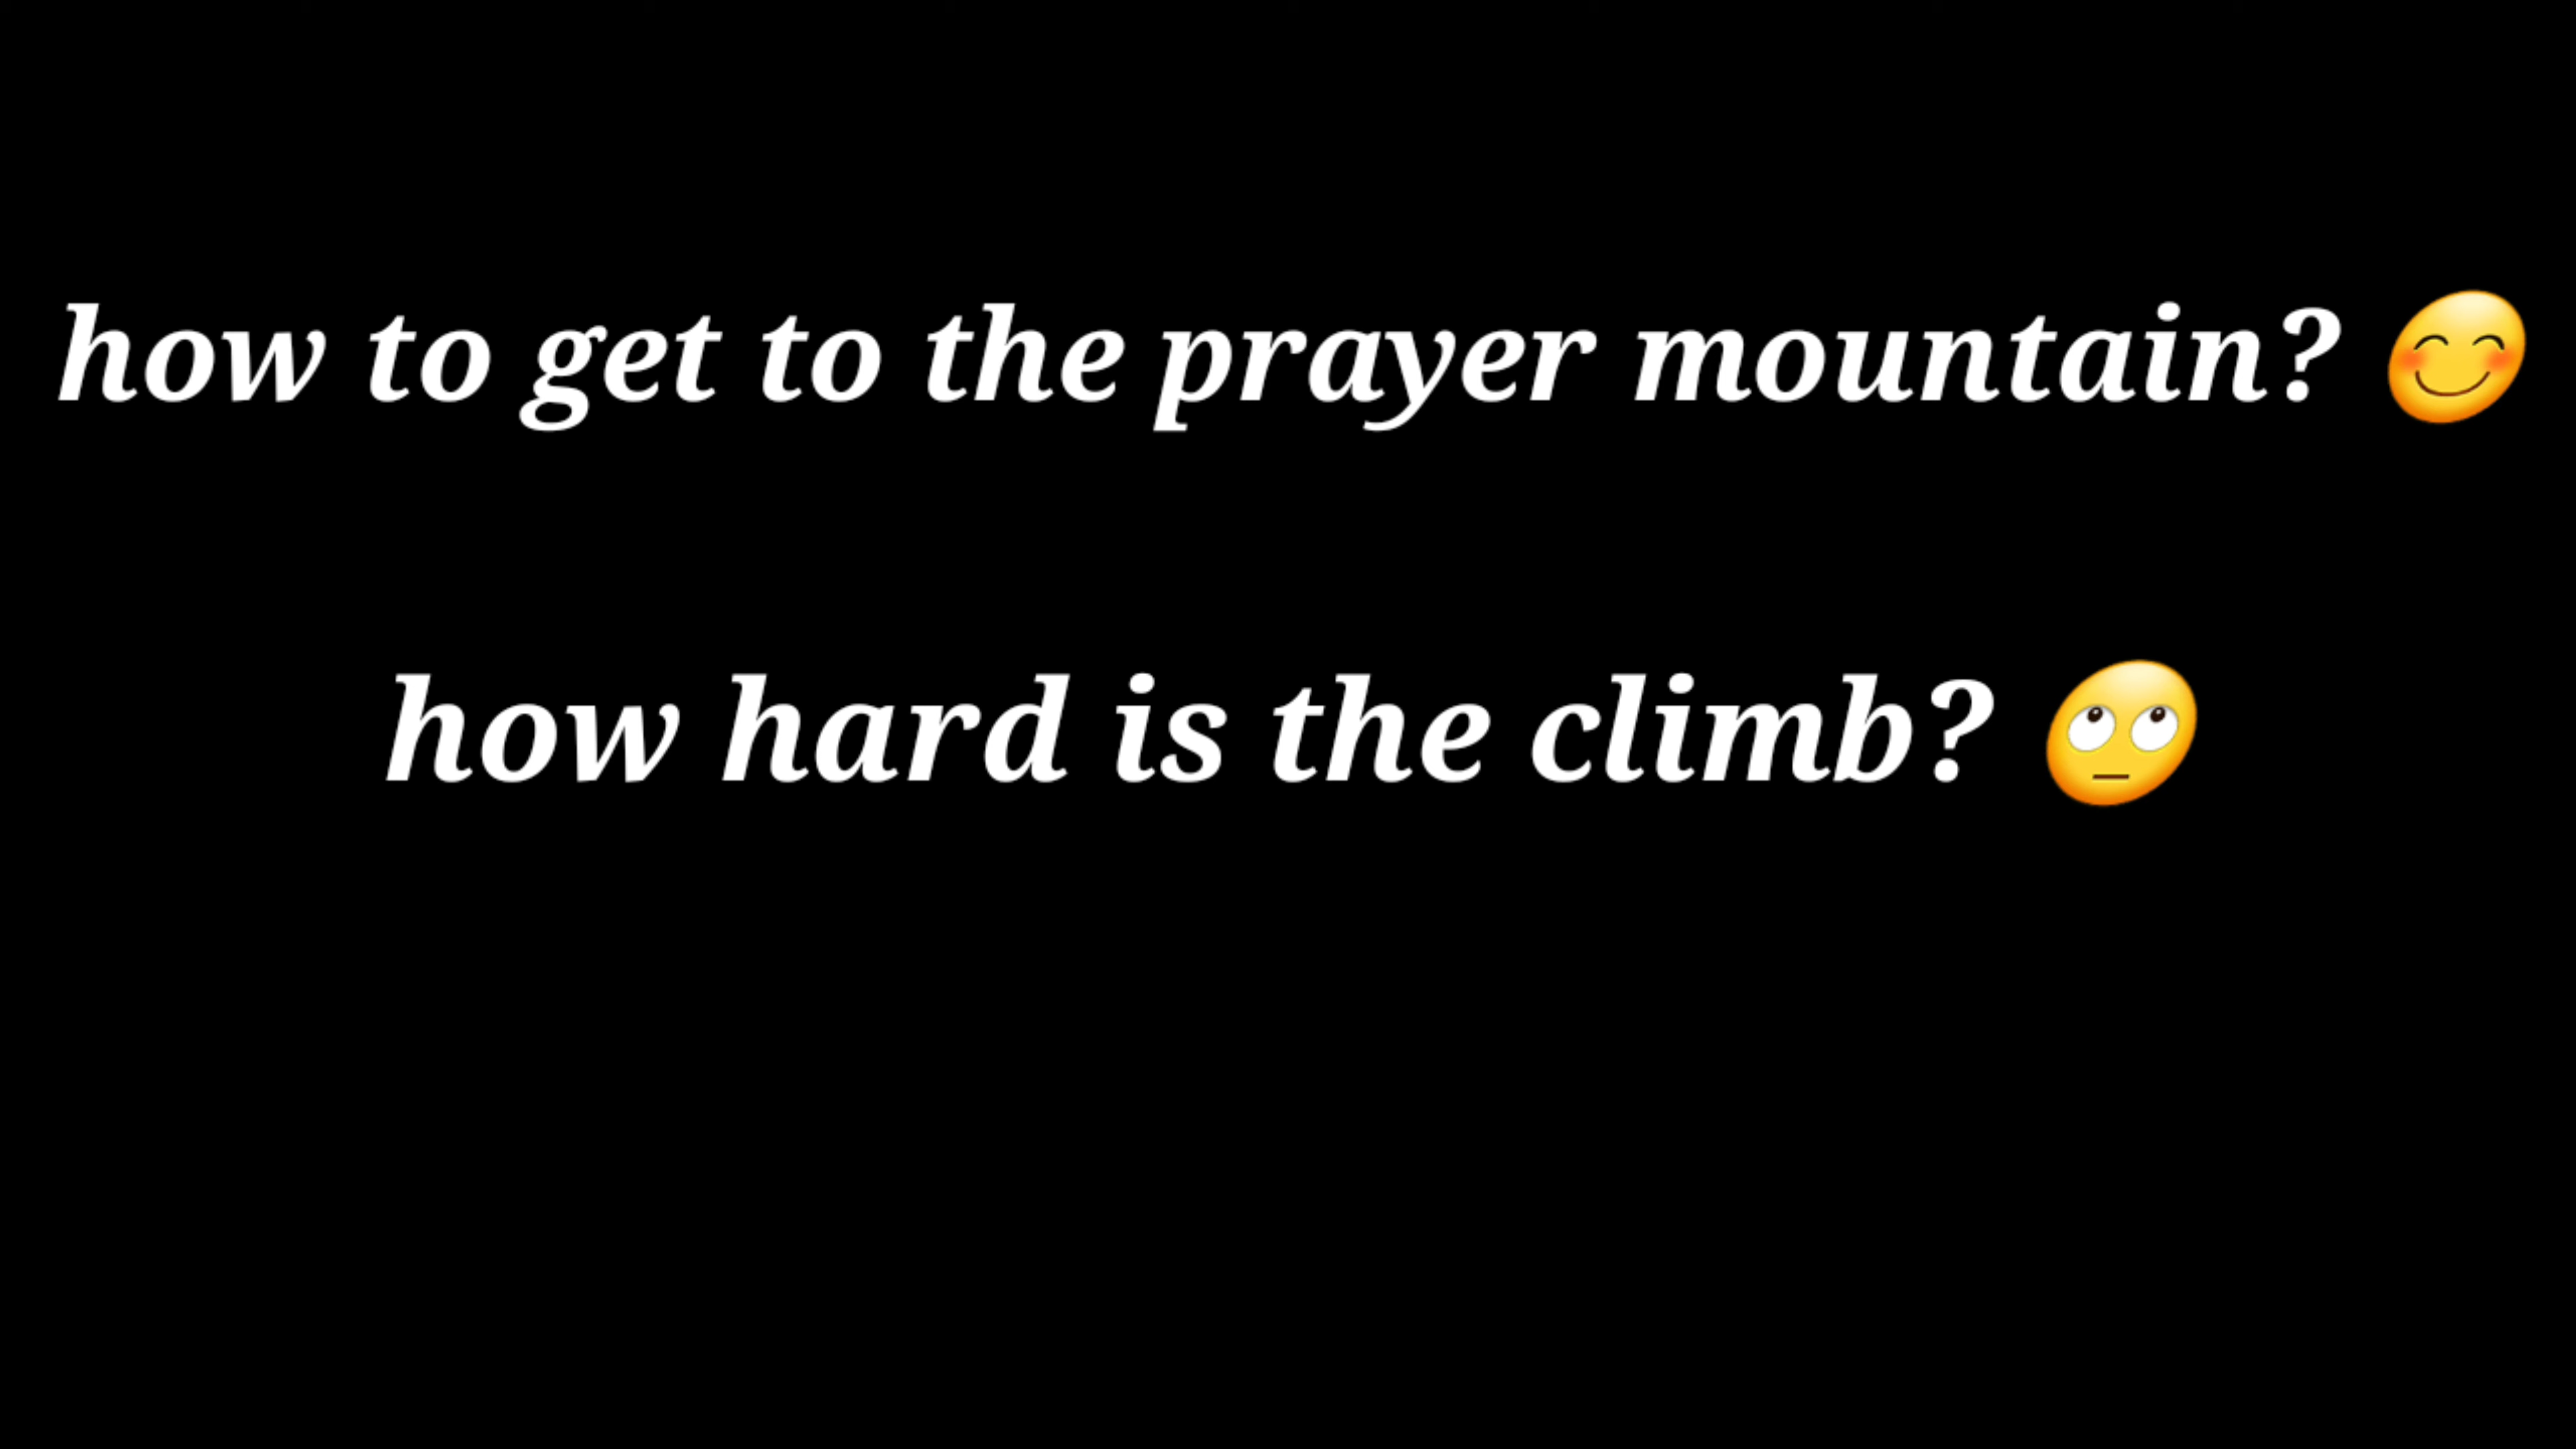 how to get to the prayer mountain? 😊
how hard is the climb? 🙄